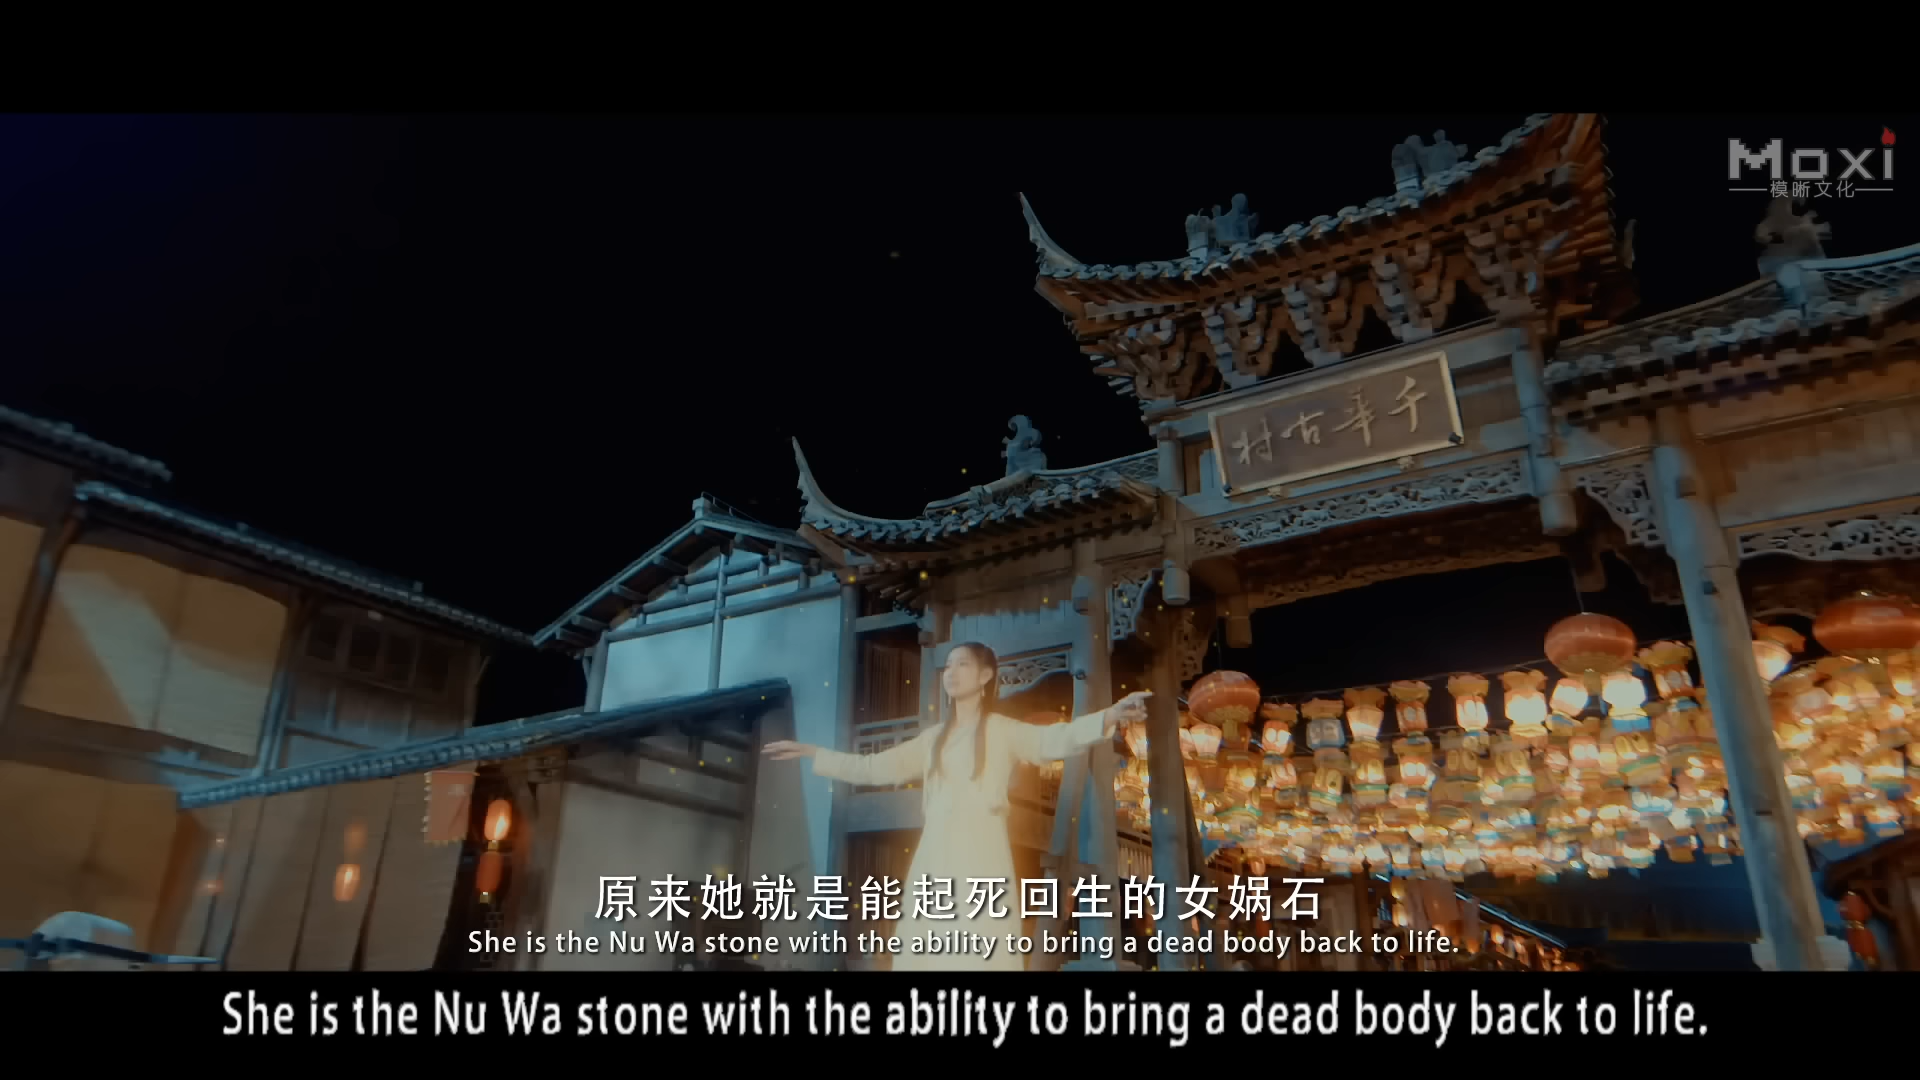 Moxi
模晰文化
千年古村
原来她就是能起死回生的女娲石
She is the Nu Wa stone with the ability to bring a dead body back to life.
She is the Nu Wa stone with the ability to bring a dead body back to life.